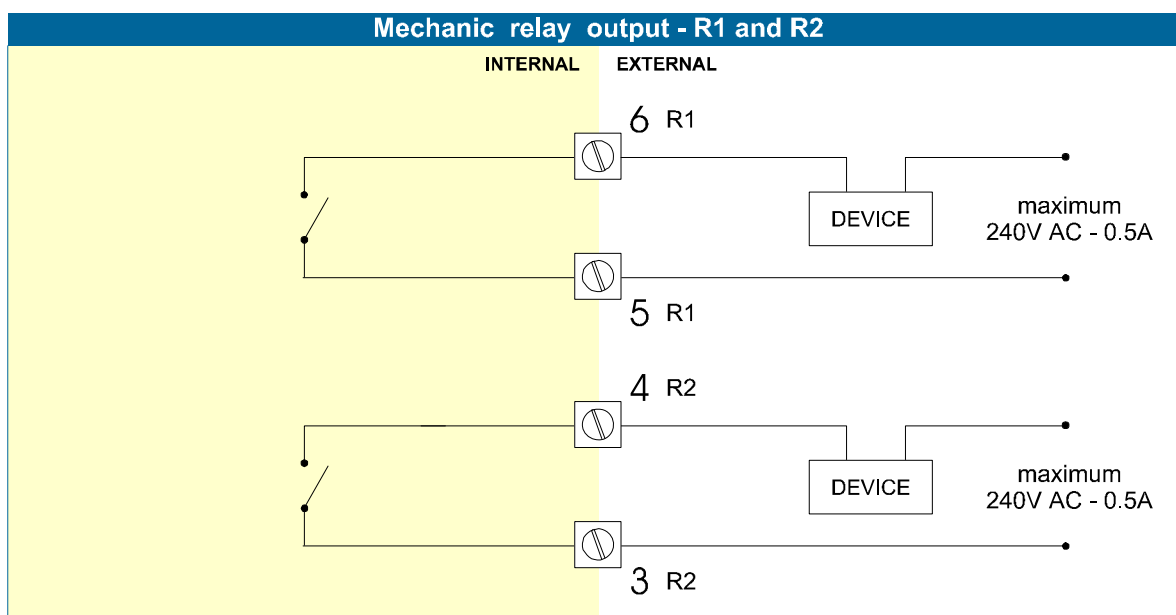 Mechanic relay output - R1 and R2
INTERNAL EXTERNAL
6 R1
DEVICE
maximum
240V AC - 0.5A
5 R1
4 R2
DEVICE
maximum
240V AC - 0.5A
3 R2